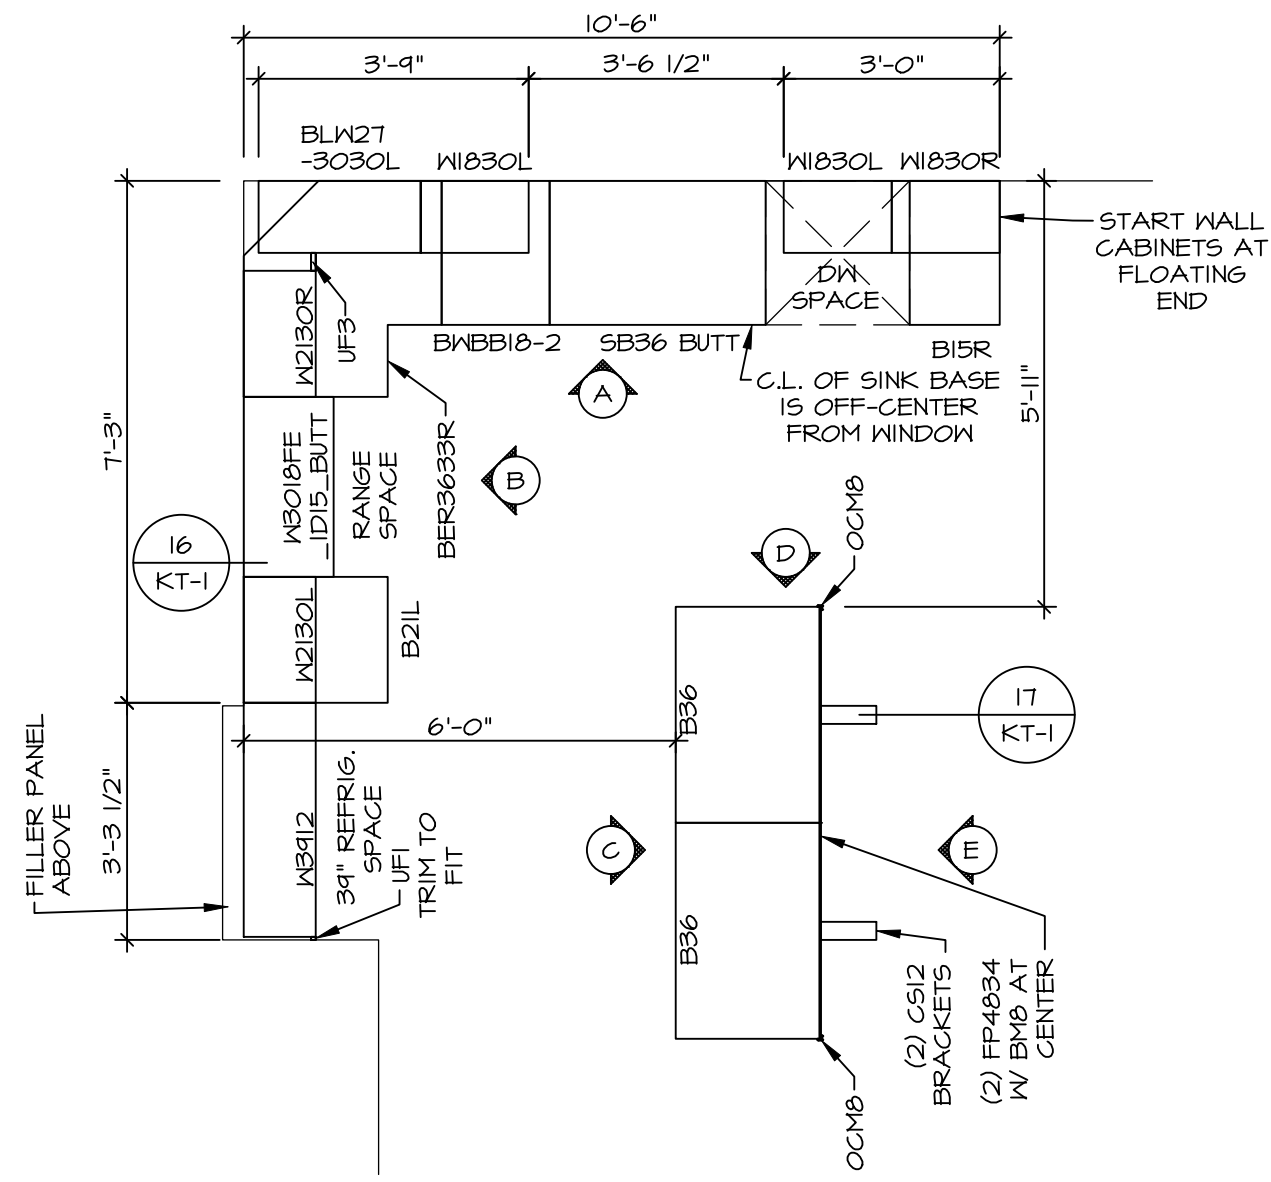 10'-6"
3'-9"
3'-6 1/2"
3'-0"
BLW27
-3030L
W1830L
W1830L
W1830R
START WALL
CABINETS AT
FLOATING
END
DW
SPACE
W2130R
UF3
BWBB18-2
SB36 BUTT
B15R
C.L. OF SINK BASE
IS OFF-CENTER
FROM WINDOW
A
5'-11"
7'-3"
W3018FE
_1D15_BUTT
RANGE
SPACE
BER3633R
B
16
KT-1
W2130L
B21L
D
OCM8
B36
17
KT-1
6'-0"
FILLER PANEL
ABOVE
3'-3 1/2"
W3912
39" REFRIG.
SPACE
UF1
TRIM TO
FIT
C
E
B36
(2) CS12
BRACKETS
(2) FP4834
W/ BM8 AT
CENTER
OCM8